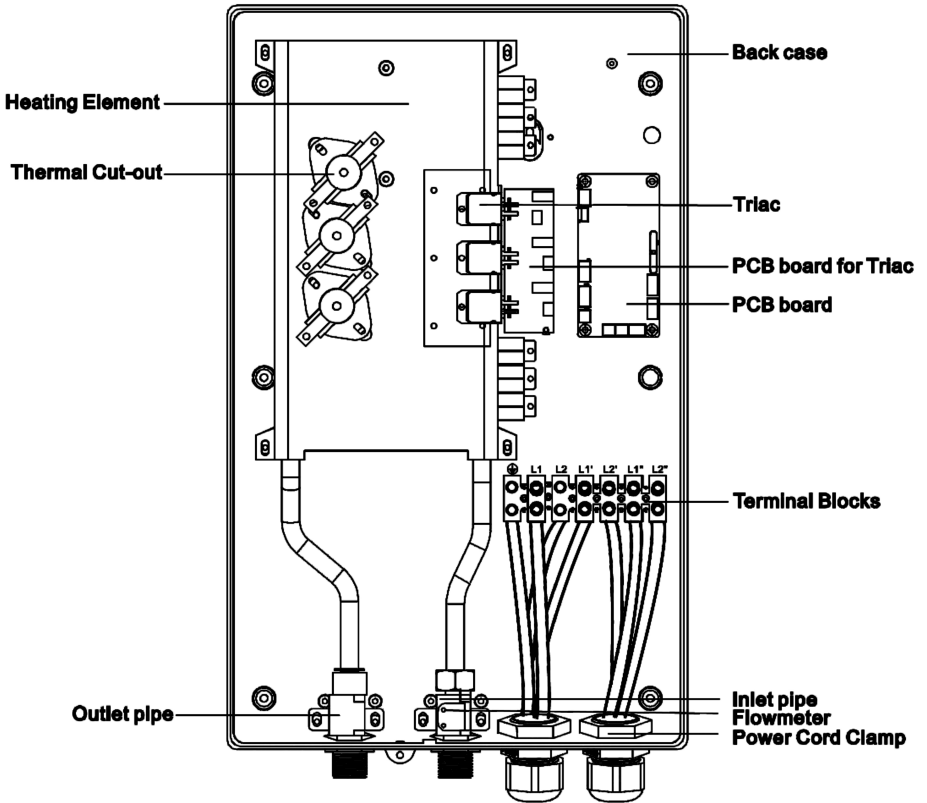 Back case
Heating Element
Thermal Cut-out
Triac
PCB board for Triac
PCB board
L1 L2 L1' L2' L1" L2"
Terminal Blocks
Inlet pipe
Outlet pipe
Flowmeter
Power Cord Clamp